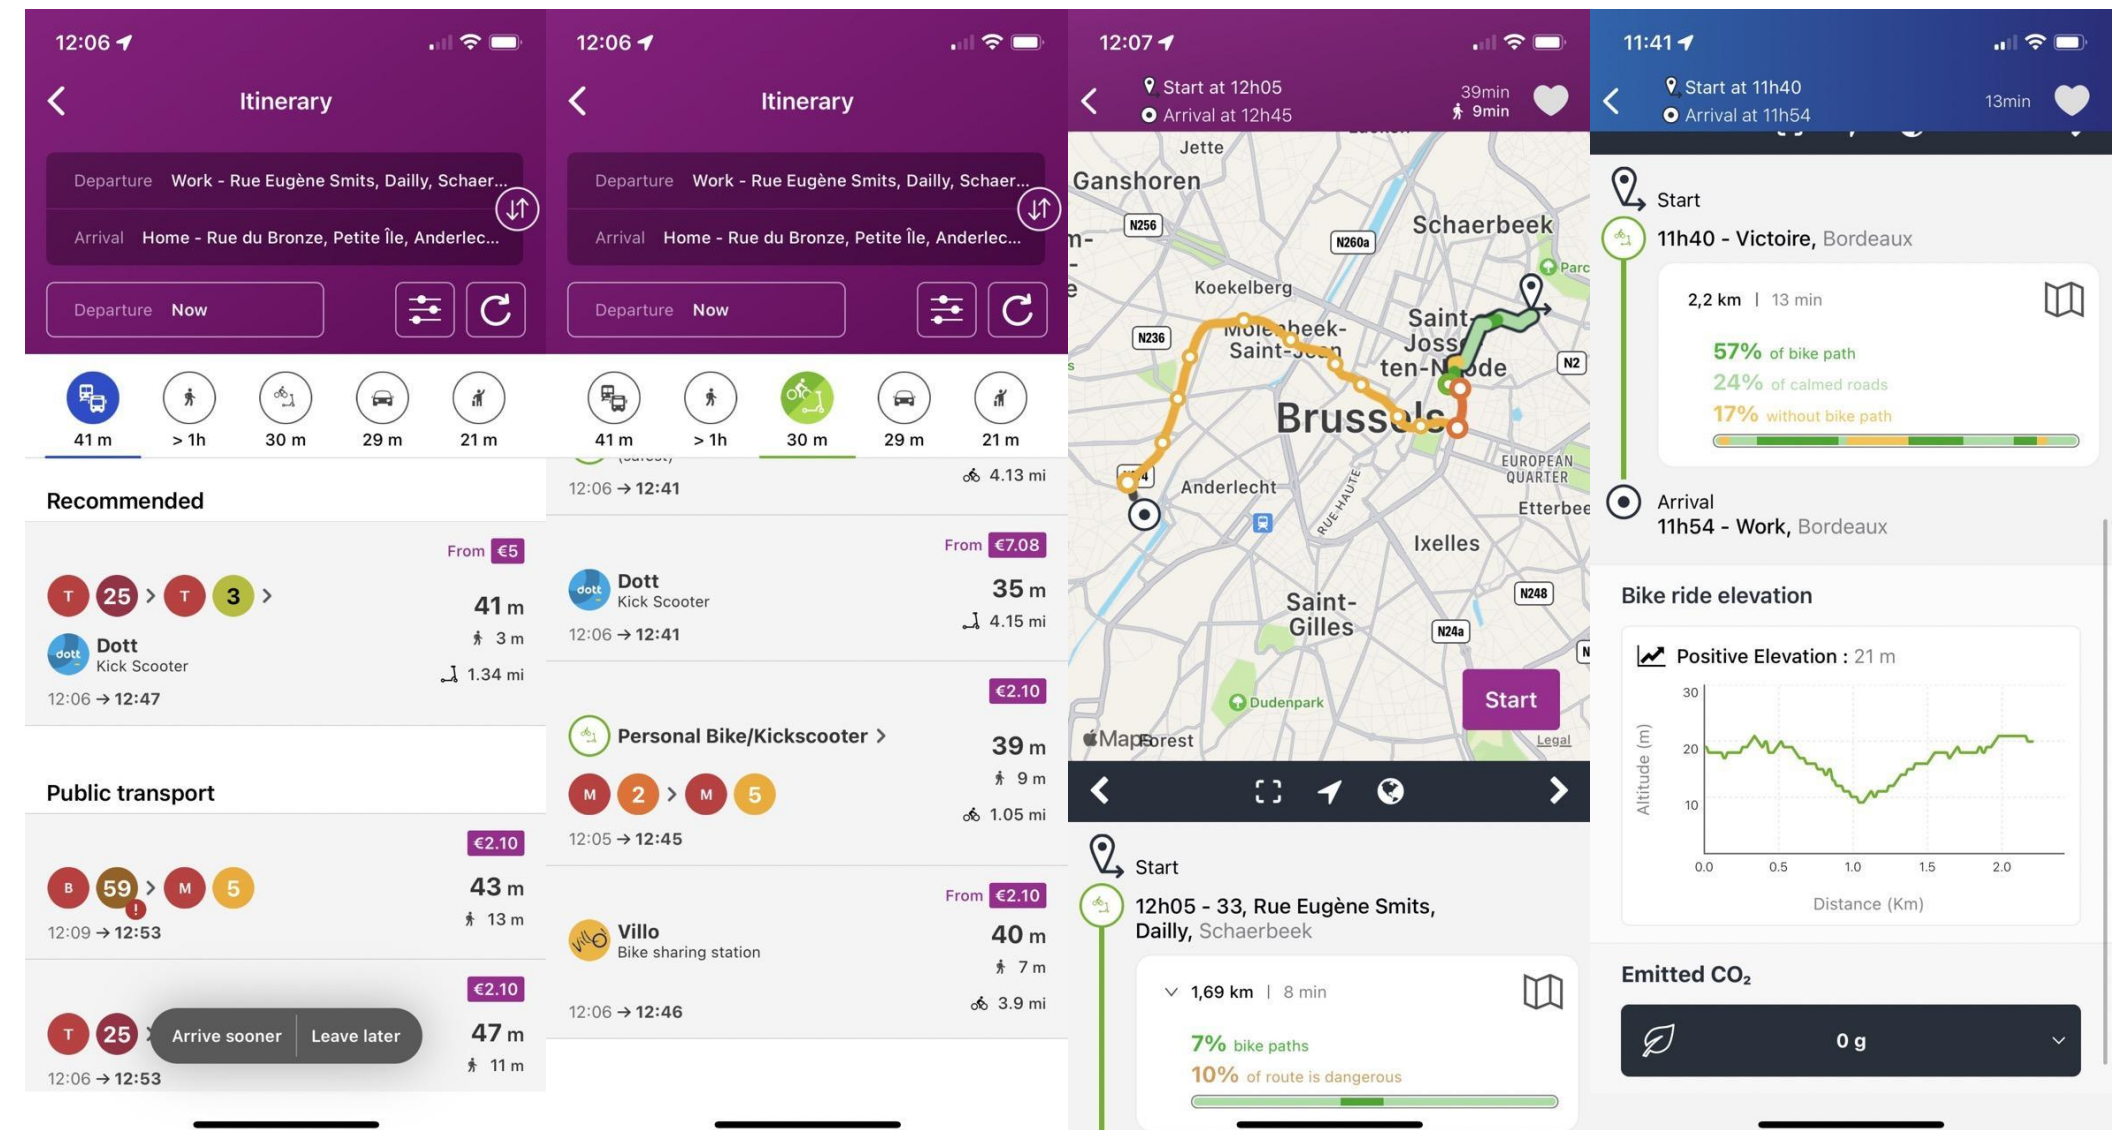 12:06
Itinerary
Departure Work - Rue Eugène Smits, Dailly, Schaer...
Arrival Home - Rue du Bronze, Petite Île, Anderlec...
Departure Now
41 m > 1h 30 m 29 m 21 m
Recommended
From €5
T 25 > T 3 >
41 m
3 m
dott Dott
Kick Scooter
1.34 mi
12:06 → 12:47
Public transport
€2.10
B 59 > M 5
!
43 m
13 m
12:09 → 12:53
€2.10
T 25
Arrive sooner Leave later
47 m
11 m
12:06 → 12:53
12:06
Itinerary
Departure Work - Rue Eugène Smits, Dailly, Schaer...
Arrival Home - Rue du Bronze, Petite Île, Anderlec...
Departure Now
41 m > 1h 30 m 29 m 21 m
4.13 mi
12:06 → 12:41
From €7.08
dott Dott
Kick Scooter
35 m
4.15 mi
12:06 → 12:41
€2.10
Personal Bike/Kickscooter >
39 m
9 m
M 2 > M 5
1.05 mi
12:05 → 12:45
From €2.10
Villo
Villo
Bike sharing station
40 m
7 m
3.9 mi
12:06 → 12:46
12:07
Start at 12h05
Arrival at 12h45
39min
9min
Jette
Ganshoren
N256
N260a
Schaerbeek
Parc
Koekelberg
N236
Molenbeek-
Saint-Jean
Saint-
Josse-
ten-Noode
N2
Brussels
EUROPEAN
QUARTER
Anderlecht
RUE-HAUTE
Etterbee
Ixelles
Saint-
Gilles
N248
N24a
Dudenpark
Start
Maps
Forest
Legal
Start
12h05 - 33, Rue Eugène Smits,
Dailly, Schaerbeek
1,69 km | 8 min
7% bike paths
10% of route is dangerous
11:41
Start at 11h40
Arrival at 11h54
13min
Start
11h40 - Victoire, Bordeaux
2,2 km | 13 min
57% of bike path
24% of calmed roads
17% without bike path
Arrival
11h54 - Work, Bordeaux
Bike ride elevation
Positive Elevation : 21 m
30
20
10
Altitude (m)
0.0 0.5 1.0 1.5 2.0
Distance (Km)
Emitted CO₂
0 g